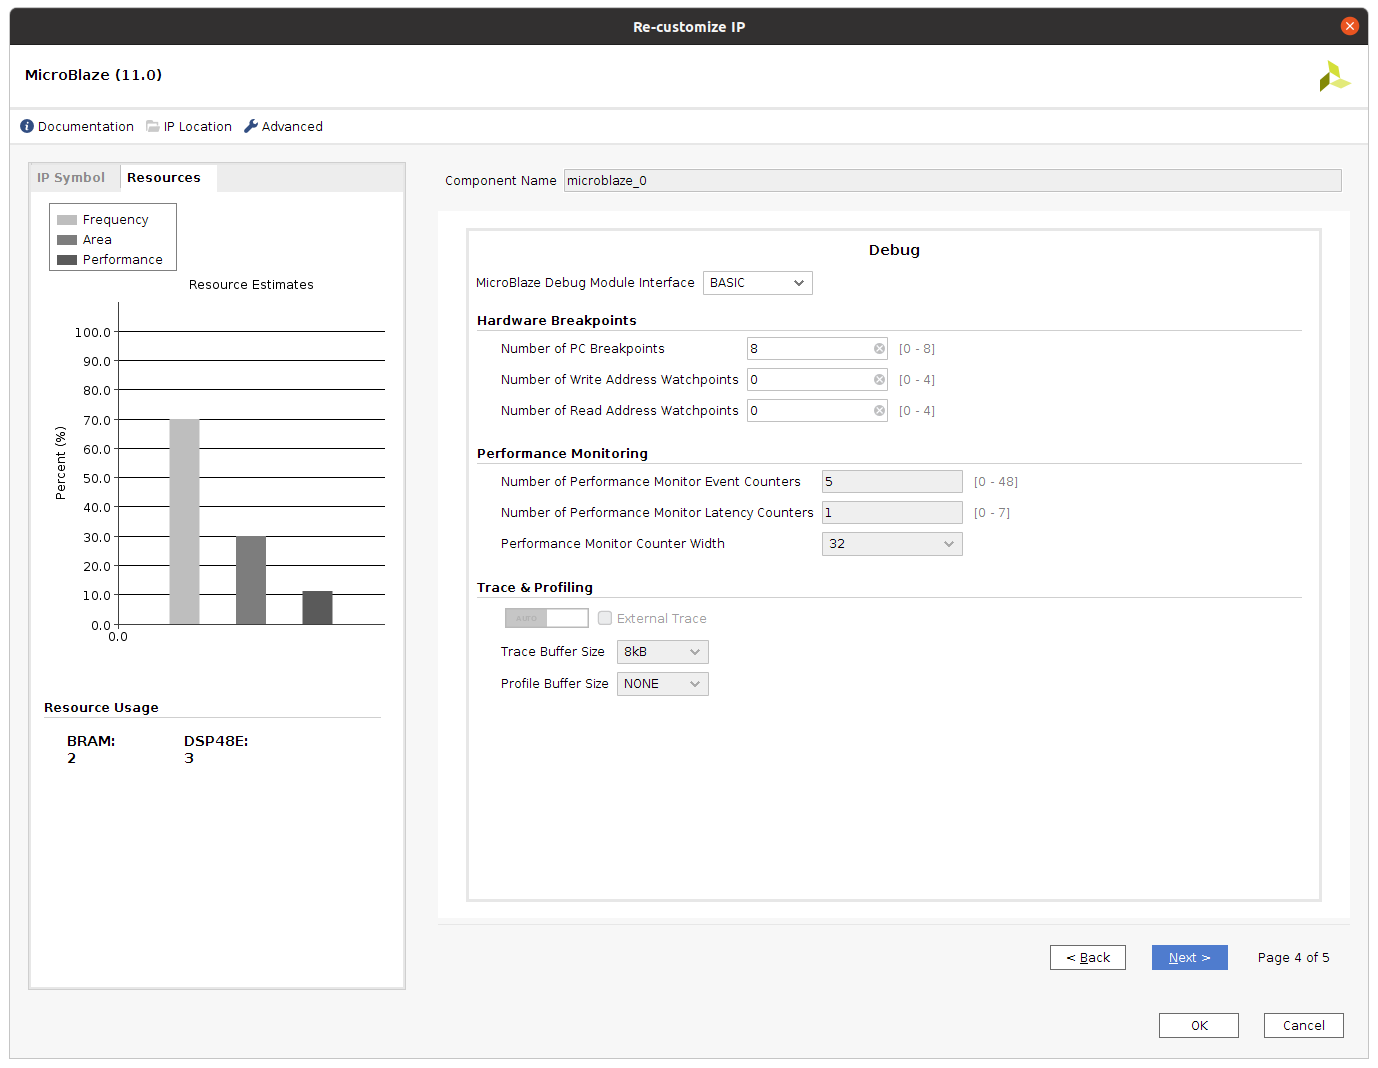 Re-customize IP
MicroBlaze (11.0)
Documentation IP Location Advanced
IP Symbol Resources
Frequency
Area
Performance
Resource Estimates
100.0
90.0
80.0
70.0
60.0
50.0
40.0
30.0
20.0
10.0
0.0
0.0
Percent (%)
Resource Usage
BRAM: DSP48E:
2 3
Component Name microblaze_0
Debug
MicroBlaze Debug Module Interface BASIC
Hardware Breakpoints
Number of PC Breakpoints 8 [0 - 8]
Number of Write Address Watchpoints 0 [0 - 4]
Number of Read Address Watchpoints 0 [0 - 4]
Performance Monitoring
Number of Performance Monitor Event Counters 5 [0 - 48]
Number of Performance Monitor Latency Counters 1 [0 - 7]
Performance Monitor Counter Width 32
Trace & Profiling
AUTO External Trace
Trace Buffer Size 8kB
Profile Buffer Size NONE
< Back Next > Page 4 of 5
OK Cancel